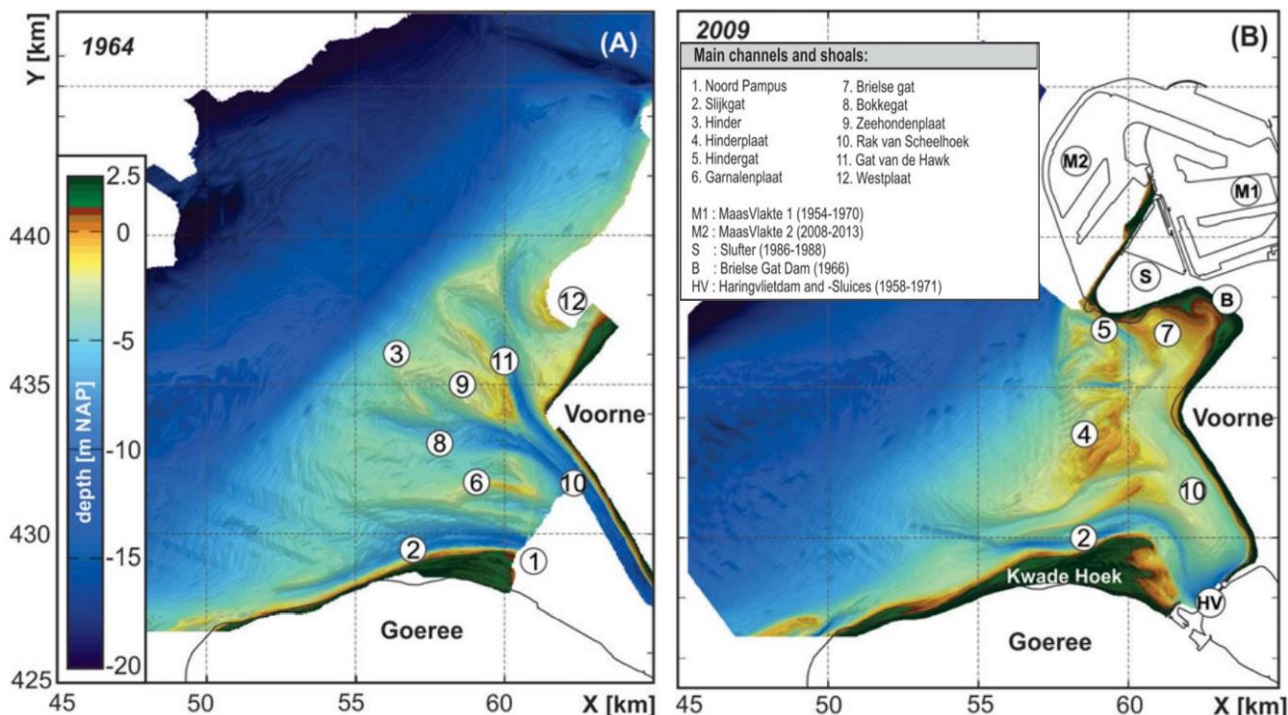 1964
(A)
Y [km]
2.5
0
-5
-10
-15
-20
depth [m NAP]
440
435
430
425
12
3
11
9
8
6
10
2
1
Voorne
Goeree
45
50
55
60
X [km]
2009
(B)
Main channels and shoals:
1. Noord Pampus
2. Slijkgat
3. Hinder
4. Hinderplaat
5. Hindergat
6. Garnalenplaat
7. Brielse gat
8. Bokkegat
9. Zeehondenplaat
10. Rak van Scheelhoek
11. Gat van de Hawk
12. Westplaat
M1 : MaasVlakte 1 (1954-1970)
M2 : MaasVlakte 2 (2008-2013)
S : Slufter (1986-1988)
B : Brielse Gat Dam (1966)
HV : Haringvlietdam and -Sluices (1958-1971)
M2
M1
S
B
5
7
Voorne
4
10
2
Kwade Hoek
HV
Goeree
45
50
55
60
X [km]